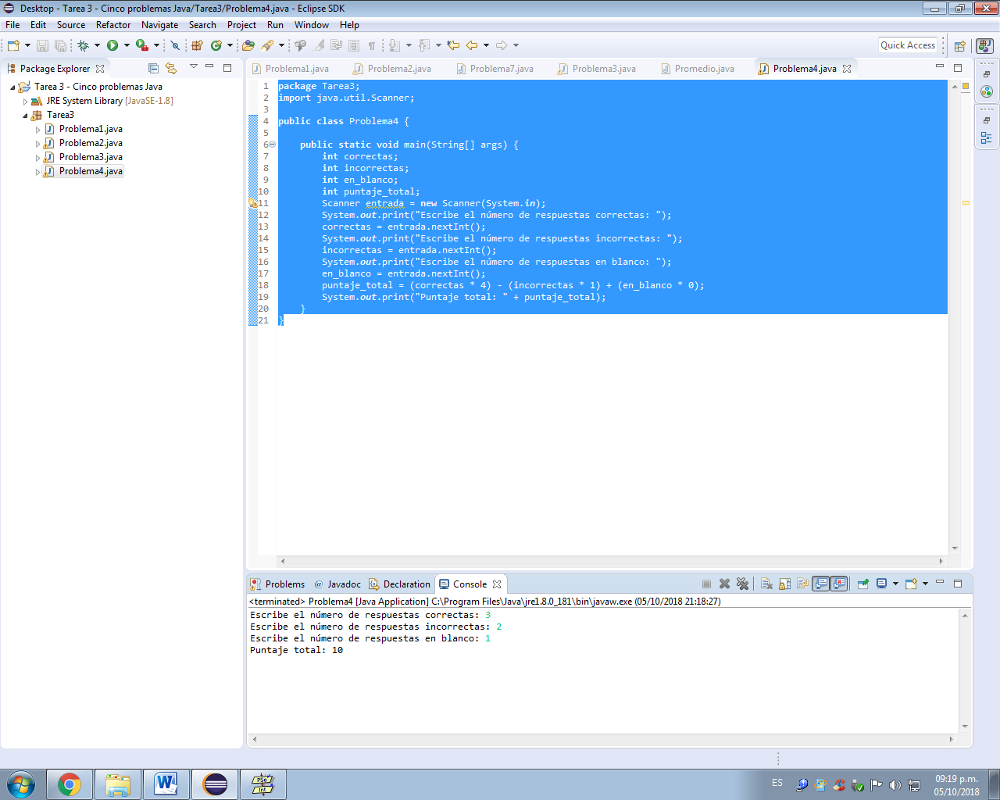 Desktop - Tarea 3 - Cinco problemas Java/Tarea3/Problema4.java - Eclipse SDK
File Edit Source Refactor Navigate Search Project Run Window Help
Quick Access
Package Explorer
Tarea 3 - Cinco problemas Java
JRE System Library [JavaSE-1.8]
Tarea3
Problema1.java
Problema2.java
Problema3.java
Problema4.java
Problema1.java Problema2.java Problema7.java Problema3.java Promedio.java Problema4.java
1 package Tarea3;
2 import java.util.Scanner;
3
4 public class Problema4 {
5
6 public static void main(String[] args) {
7 int correctas;
8 int incorrectas;
9 int en_blanco;
10 int puntaje_total;
11 Scanner entrada = new Scanner(System.in);
12 System.out.print("Escribe el número de respuestas correctas: ");
13 correctas = entrada.nextInt();
14 System.out.print("Escribe el número de respuestas incorrectas: ");
15 incorrectas = entrada.nextInt();
16 System.out.print("Escribe el número de respuestas en blanco: ");
17 en_blanco = entrada.nextInt();
18 puntaje_total = (correctas * 4) - (incorrectas * 1) + (en_blanco * 0);
19 System.out.print("Puntaje total: " + puntaje_total);
20 }
21 }
Problems @ Javadoc Declaration Console
<terminated> Problema4 [Java Application] C:\Program Files\Java\jre1.8.0_181\bin\javaw.exe (05/10/2018 21:18:27)
Escribe el número de respuestas correctas: 3
Escribe el número de respuestas incorrectas: 2
Escribe el número de respuestas en blanco: 1
Puntaje total: 10
PSe
Int
ES
09:19 p.m.
05/10/2018